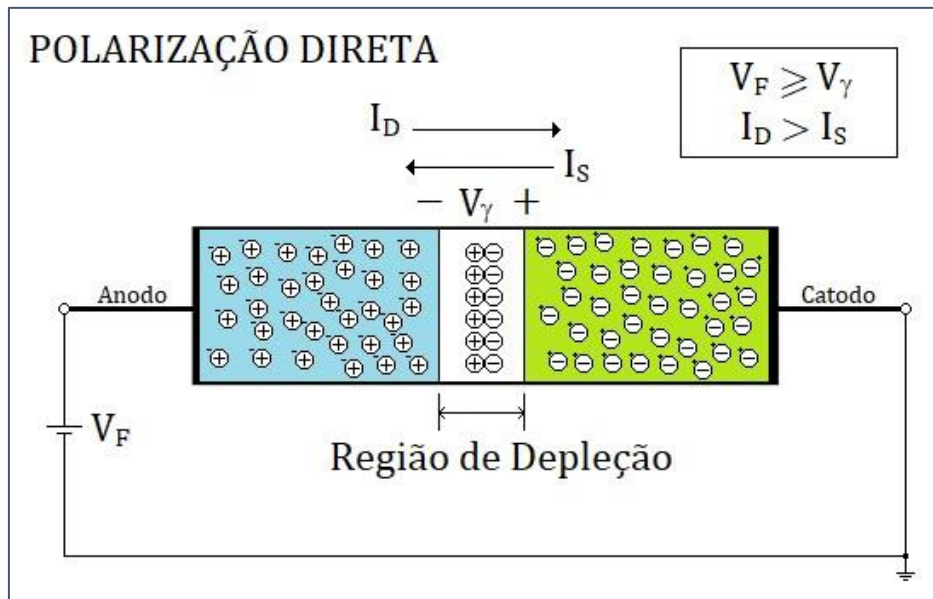 POLARIZAÇÃO DIRETA
V_F ⩾ V_γ
I_D > I_S
I_D
I_S
− V_γ +
Anodo
Catodo
V_F
Região de Depleção